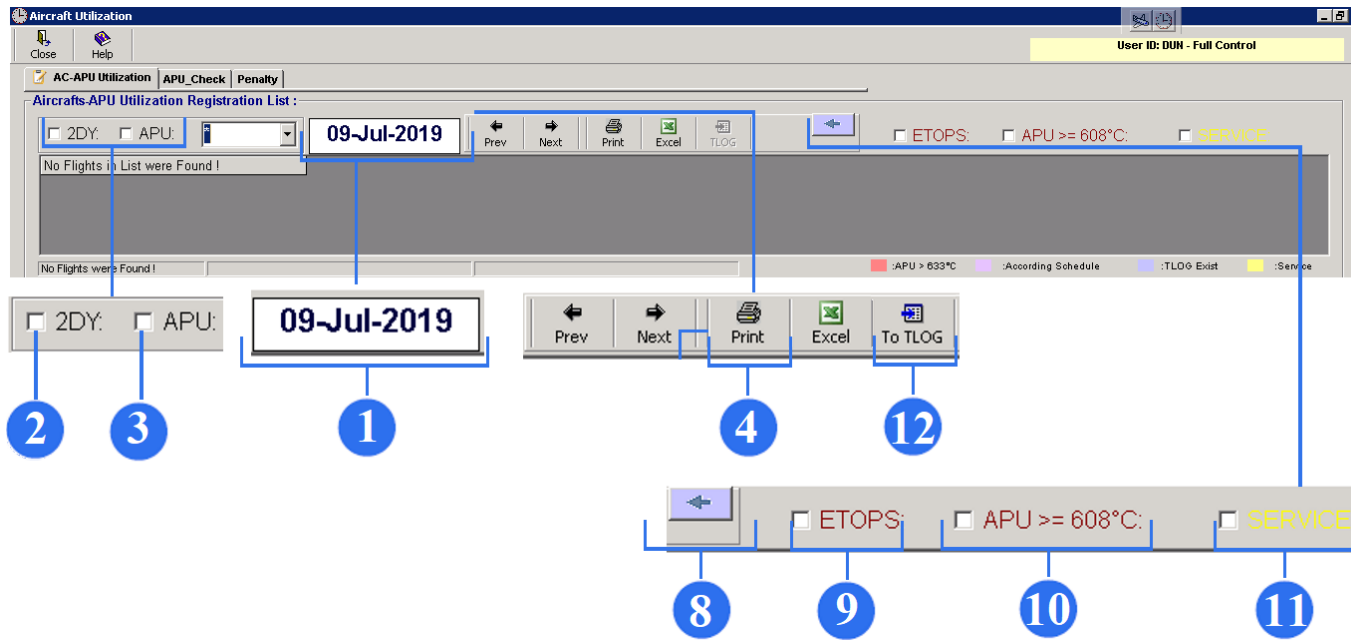 Aircraft Utilization
Close Help
User ID: DUN - Full Control
AC-APU Utilization APU_Check Penalty
Aircrafts-APU Utilization Registration List :
2DY: APU: * 09-Jul-2019 Prev Next Print Excel TLOG ETOPS: APU >= 608°C: SERVICE:
No Flights in List were Found !
No Flights were Found ! :APU > 633°C :According Schedule :TLOG Exist :Service
2DY: APU: 09-Jul-2019 Prev Next Print Excel To TLOG
2 3 1 4 12
ETOPS: APU >= 608°C: SERVICE
8 9 10 11